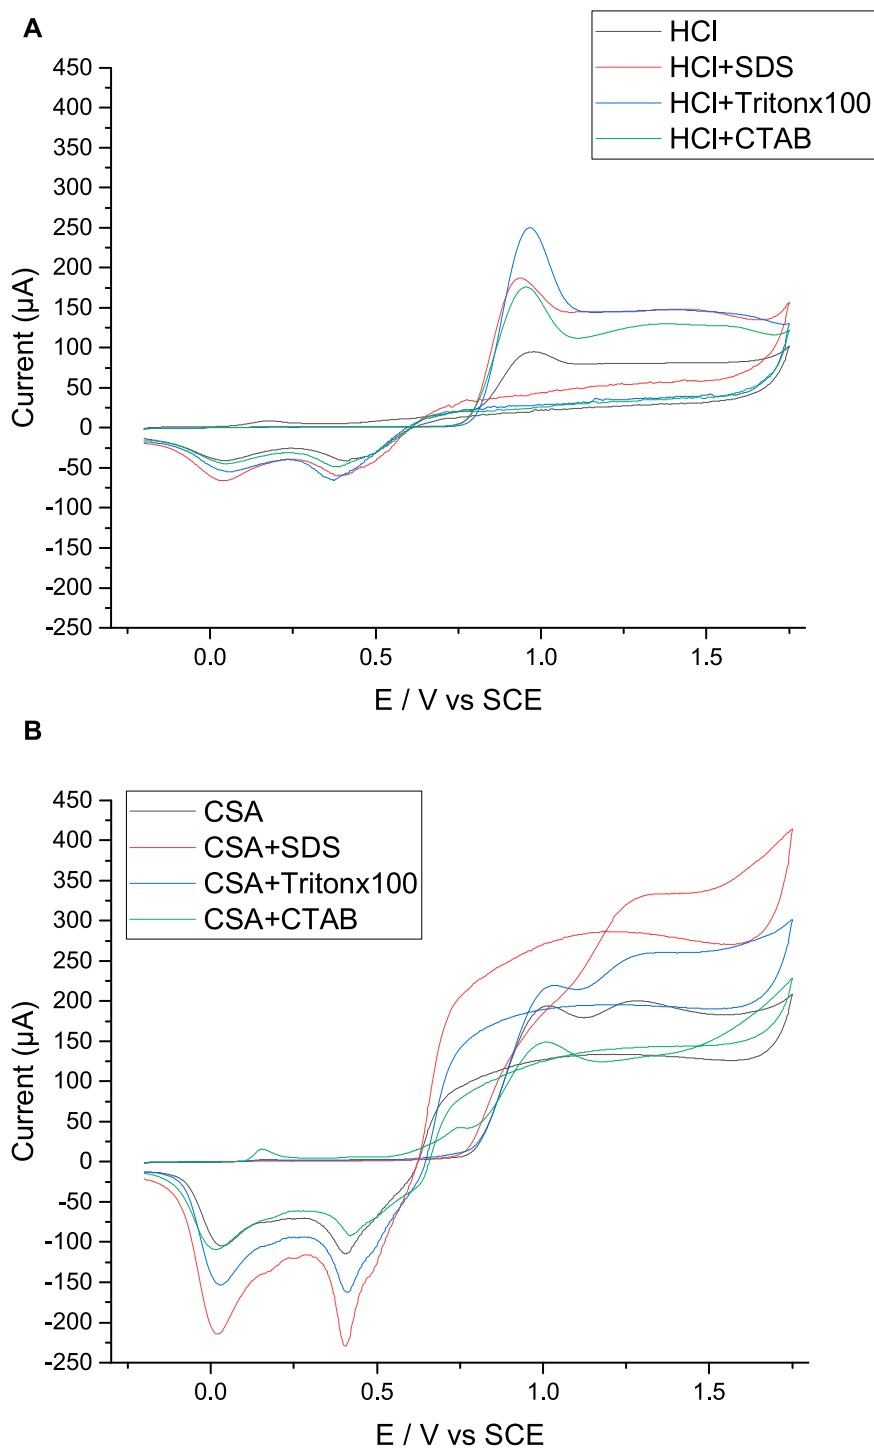 A
HCl
HCl+SDS
HCl+Tritonx100
HCl+CTAB
450
400
350
300
250
200
150
100
50
0
-50
-100
-150
-200
-250
Current (µA)
0.0 0.5 1.0 1.5
E / V vs SCE
B
CSA
CSA+SDS
CSA+Tritonx100
CSA+CTAB
450
400
350
300
250
200
150
100
50
0
-50
-100
-150
-200
-250
Current (µA)
0.0 0.5 1.0 1.5
E / V vs SCE